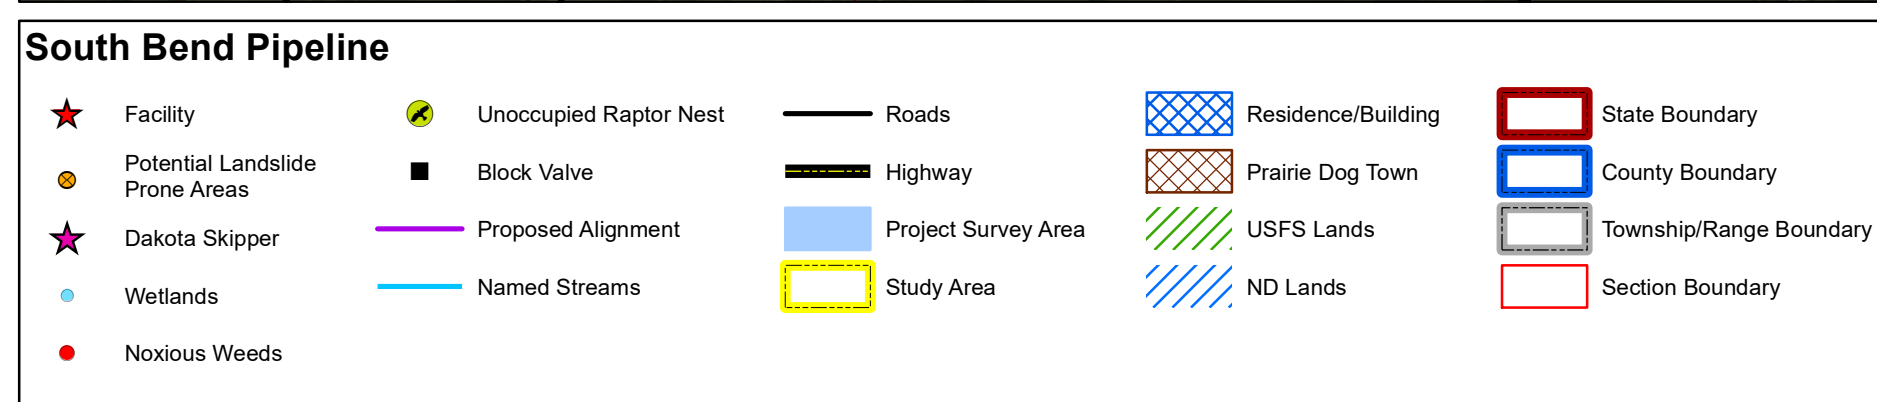 South Bend Pipeline
Facility
Potential Landslide
Prone Areas
Dakota Skipper
Wetlands
Noxious Weeds
Unoccupied Raptor Nest
Block Valve
Proposed Alignment
Named Streams
Roads
Highway
Project Survey Area
Study Area
Residence/Building
Prairie Dog Town
USFS Lands
ND Lands
State Boundary
County Boundary
Township/Range Boundary
Section Boundary